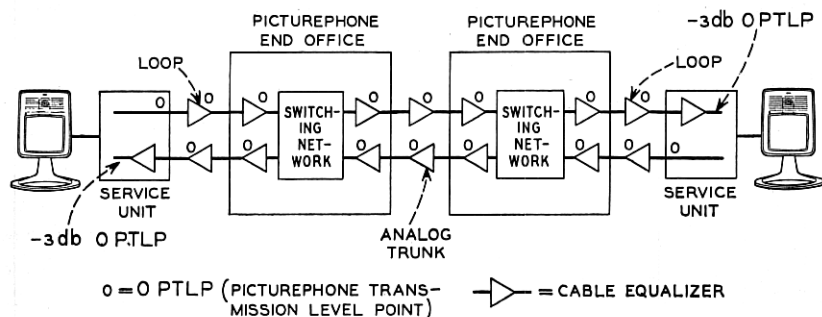 PICTUREPHONE
END OFFICE
PICTUREPHONE
END OFFICE
-3db 0 PTLP
LOOP
LOOP
0 0 0 0 0 0 0 0 0
SWITCH-
ING
NET-
WORK
SWITCH-
ING
NET-
WORK
0 0 0 0 0 0 0 0 0
SERVICE
UNIT
SERVICE
UNIT
-3db 0 PTLP
ANALOG
TRUNK
0 = 0 PTLP (PICTUREPHONE TRANS-
MISSION LEVEL POINT)
= CABLE EQUALIZER